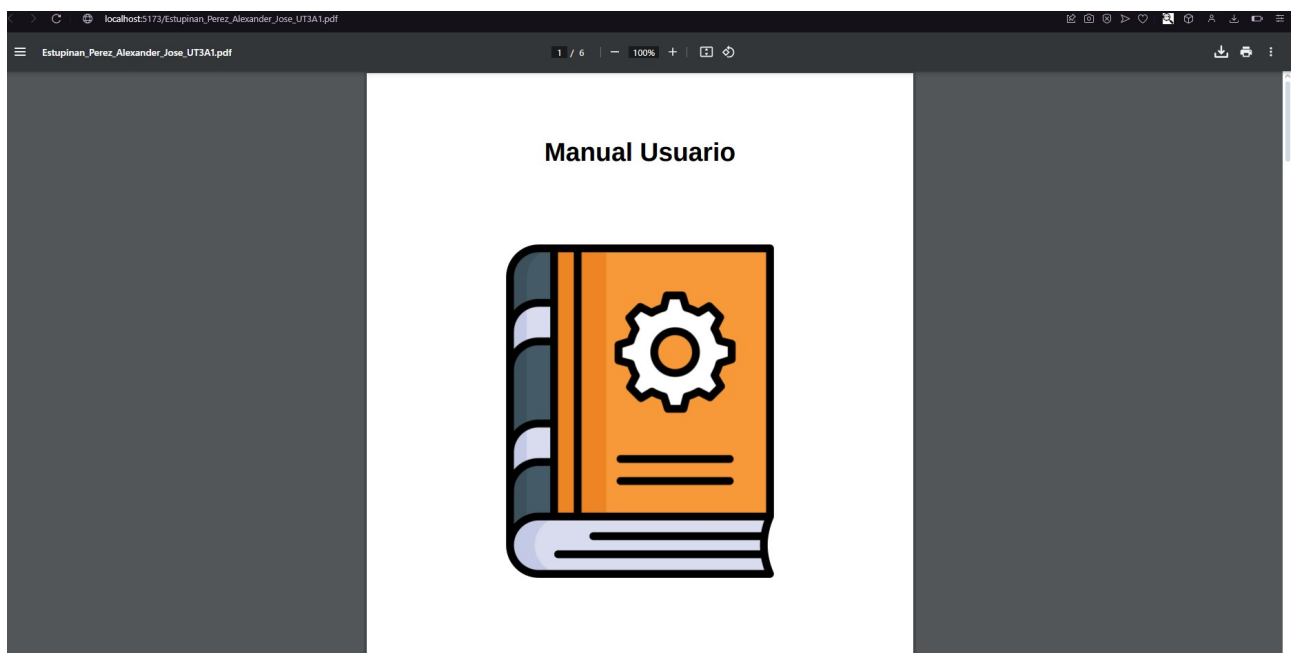 localhost:5173/Estupinan_Perez_Alexander_Jose_UT3A1.pdf
Estupinan_Perez_Alexander_Jose_UT3A1.pdf
1 / 6
100%
Manual Usuario